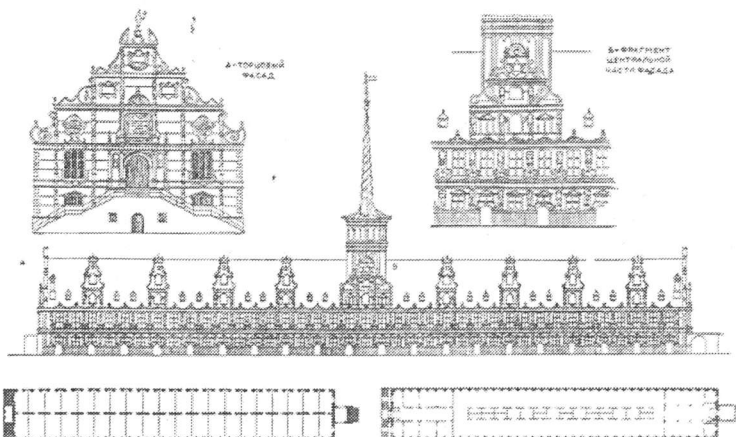 А-ТОРЦОВЫЙ
ФАСАД
Б-ФРАГМЕНТ
ЦЕНТРАЛЬНОЙ
ЧАСТИ ФАСАДА
А
Б